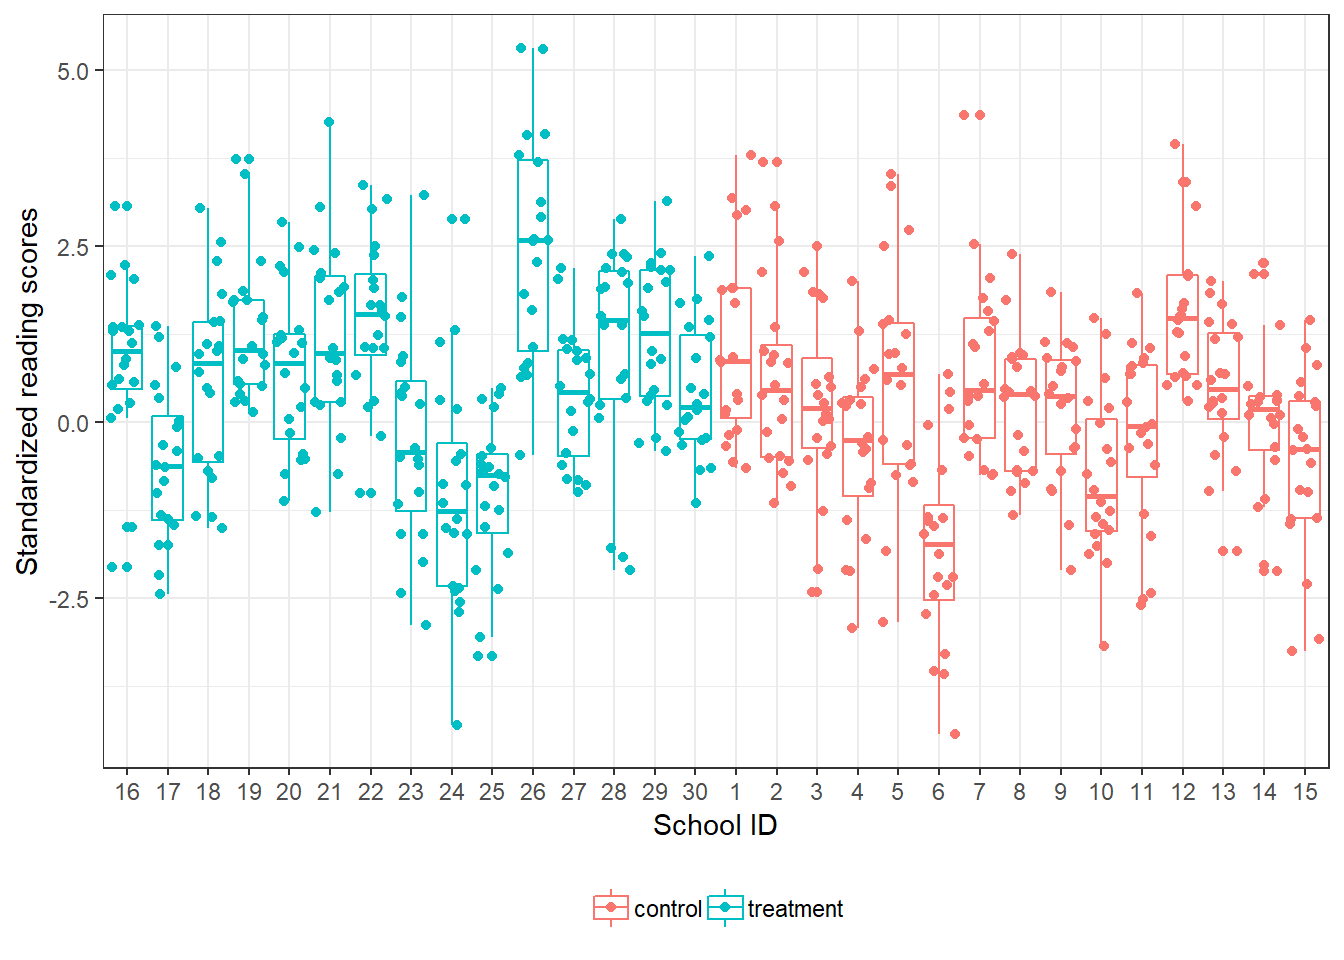 Standardized reading scores
5.0
2.5
0.0
-2.5
16 17 18 19 20 21 22 23 24 25 26 27 28 29 30 1 2 3 4 5 6 7 8 9 10 11 12 13 14 15
School ID
control treatment